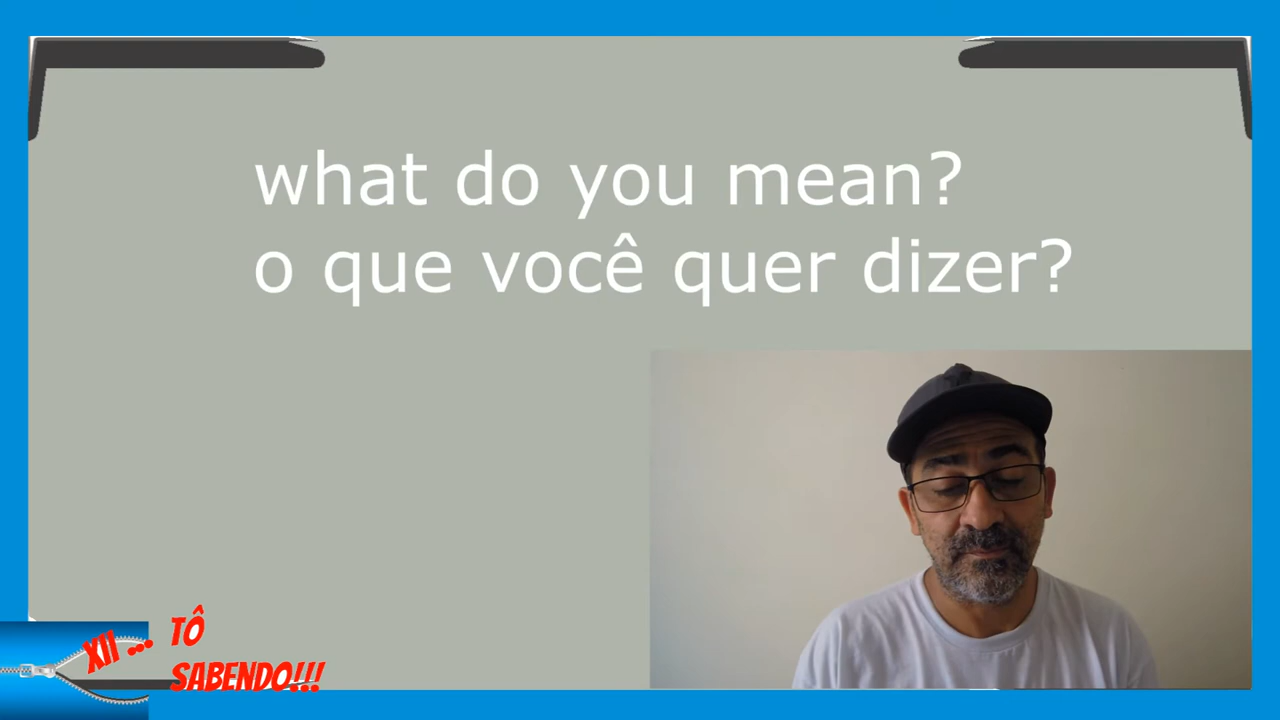 what do you mean?
o que você quer dizer?
XII ...
TÔ
SABENDO!!!